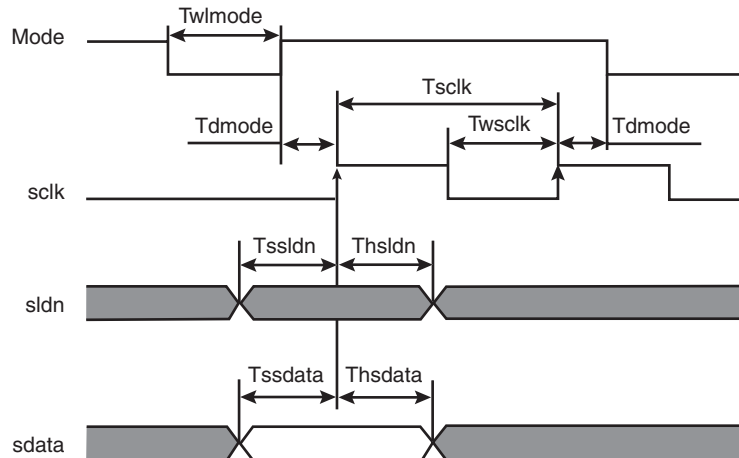 Twlmode
Mode
Tsclk
Tdmode
Twsclk
Tdmode
sclk
Tssldn
Thsldn
sldn
Tssdata
Thsdata
sdata